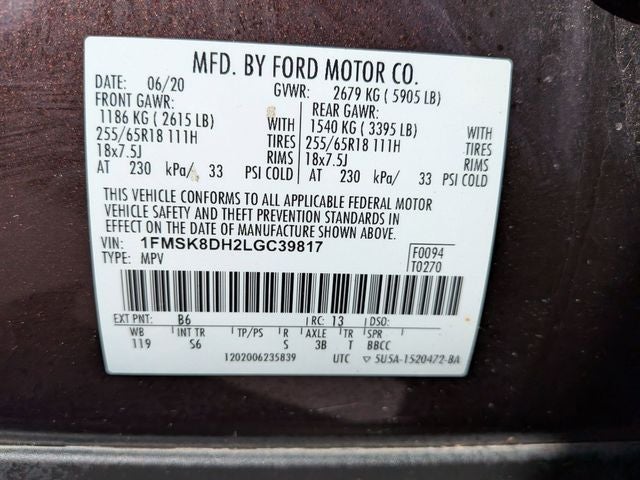 MFD. BY FORD MOTOR CO.
DATE: 06/20 GVWR: 2679 KG ( 5905 LB)
FRONT GAWR: REAR GAWR:
1186 KG ( 2615 LB) WITH 1540 KG ( 3395 LB) WITH
255/65R18 111H TIRES 255/65R18 111H TIRES
18x7.5J RIMS 18x7.5J RIMS
AT 230 kPa/ 33 PSI COLD AT 230 kPa/ 33 PSI COLD
THIS VEHICLE CONFORMS TO ALL APPLICABLE FEDERAL MOTOR
VEHICLE SAFETY AND THEFT PREVENTION STANDARDS IN
EFFECT ON THE DATE OF MANUFACTURE SHOWN ABOVE.
VIN: 1FMSK8DH2LGC39817 F0094
TYPE: MPV T0270
EXT PNT: B6 RC: 13 DSO:
WB INT TR TP/PS R AXLE TR SPR
119 S6 S 3B T BBCC
1202006235839 UTC ▽ 5U5A-1520472-BA